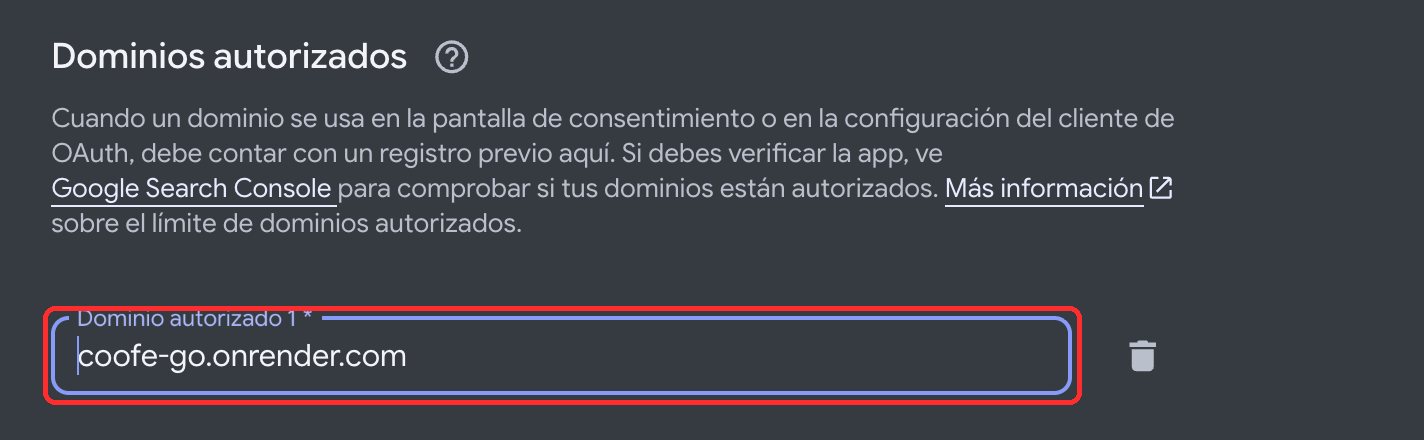 Dominios autorizados
Cuando un dominio se usa en la pantalla de consentimiento o en la configuración del cliente de
OAuth, debe contar con un registro previo aquí. Si debes verificar la app, ve
Google Search Console para comprobar si tus dominios están autorizados. Más información
sobre el límite de dominios autorizados.
Dominio autorizado 1 *
coofe-go.onrender.com